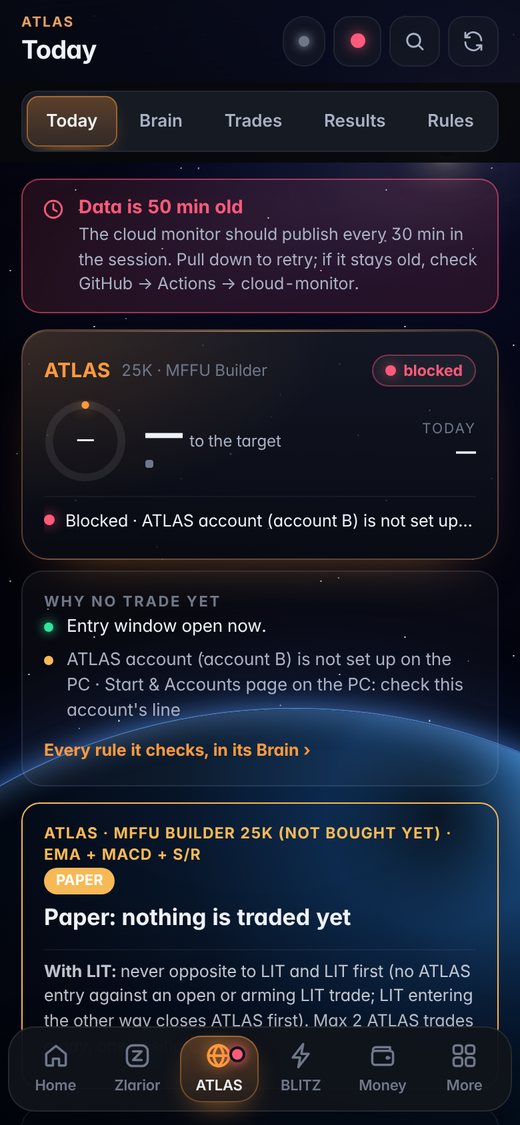 ATLAS
Today
Today Brain Trades Results Rules
Data is 50 min old
The cloud monitor should publish every 30 min in
the session. Pull down to retry; if it stays old, check
GitHub → Actions → cloud-monitor.
ATLAS 25K · MFFU Builder blocked
— — to the target TODAY —
Blocked · ATLAS account (account B) is not set up...
WHY NO TRADE YET
Entry window open now.
ATLAS account (account B) is not set up on the
PC · Start & Accounts page on the PC: check this
account's line
Every rule it checks, in its Brain ›
ATLAS · MFFU BUILDER 25K (NOT BOUGHT YET) ·
EMA + MACD + S/R
PAPER
Paper: nothing is traded yet
With LIT: never opposite to LIT and LIT first (no ATLAS
entry against an open or arming LIT trade; LIT entering
the other way closes ATLAS first). Max 2 ATLAS trades
Home Zlarior ATLAS BLITZ Money More